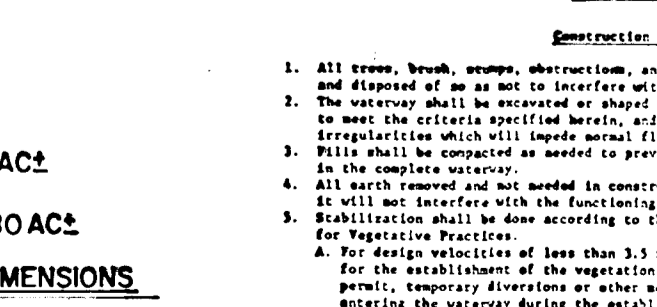 Construction
1. All trees, brush, stumps, obstructions, an
and disposed of so as not to interfere wit
2. The waterway shall be excavated or shaped
to meet the criteria specified herein, and
irregularities which will impede normal fl
3. Fills shall be compacted as needed to prev
in the complete waterway.
4. All earth removed and not needed in constr
it will not interfere with the functioning
5. Stabilization shall be done according to th
for Vegetative Practices.
A. For design velocities of less than 3.5
for the establishment of the vegetation
permit, temporary diversions or other me
entering the waterway during the establ
AC±
30 AC±
MENSIONS